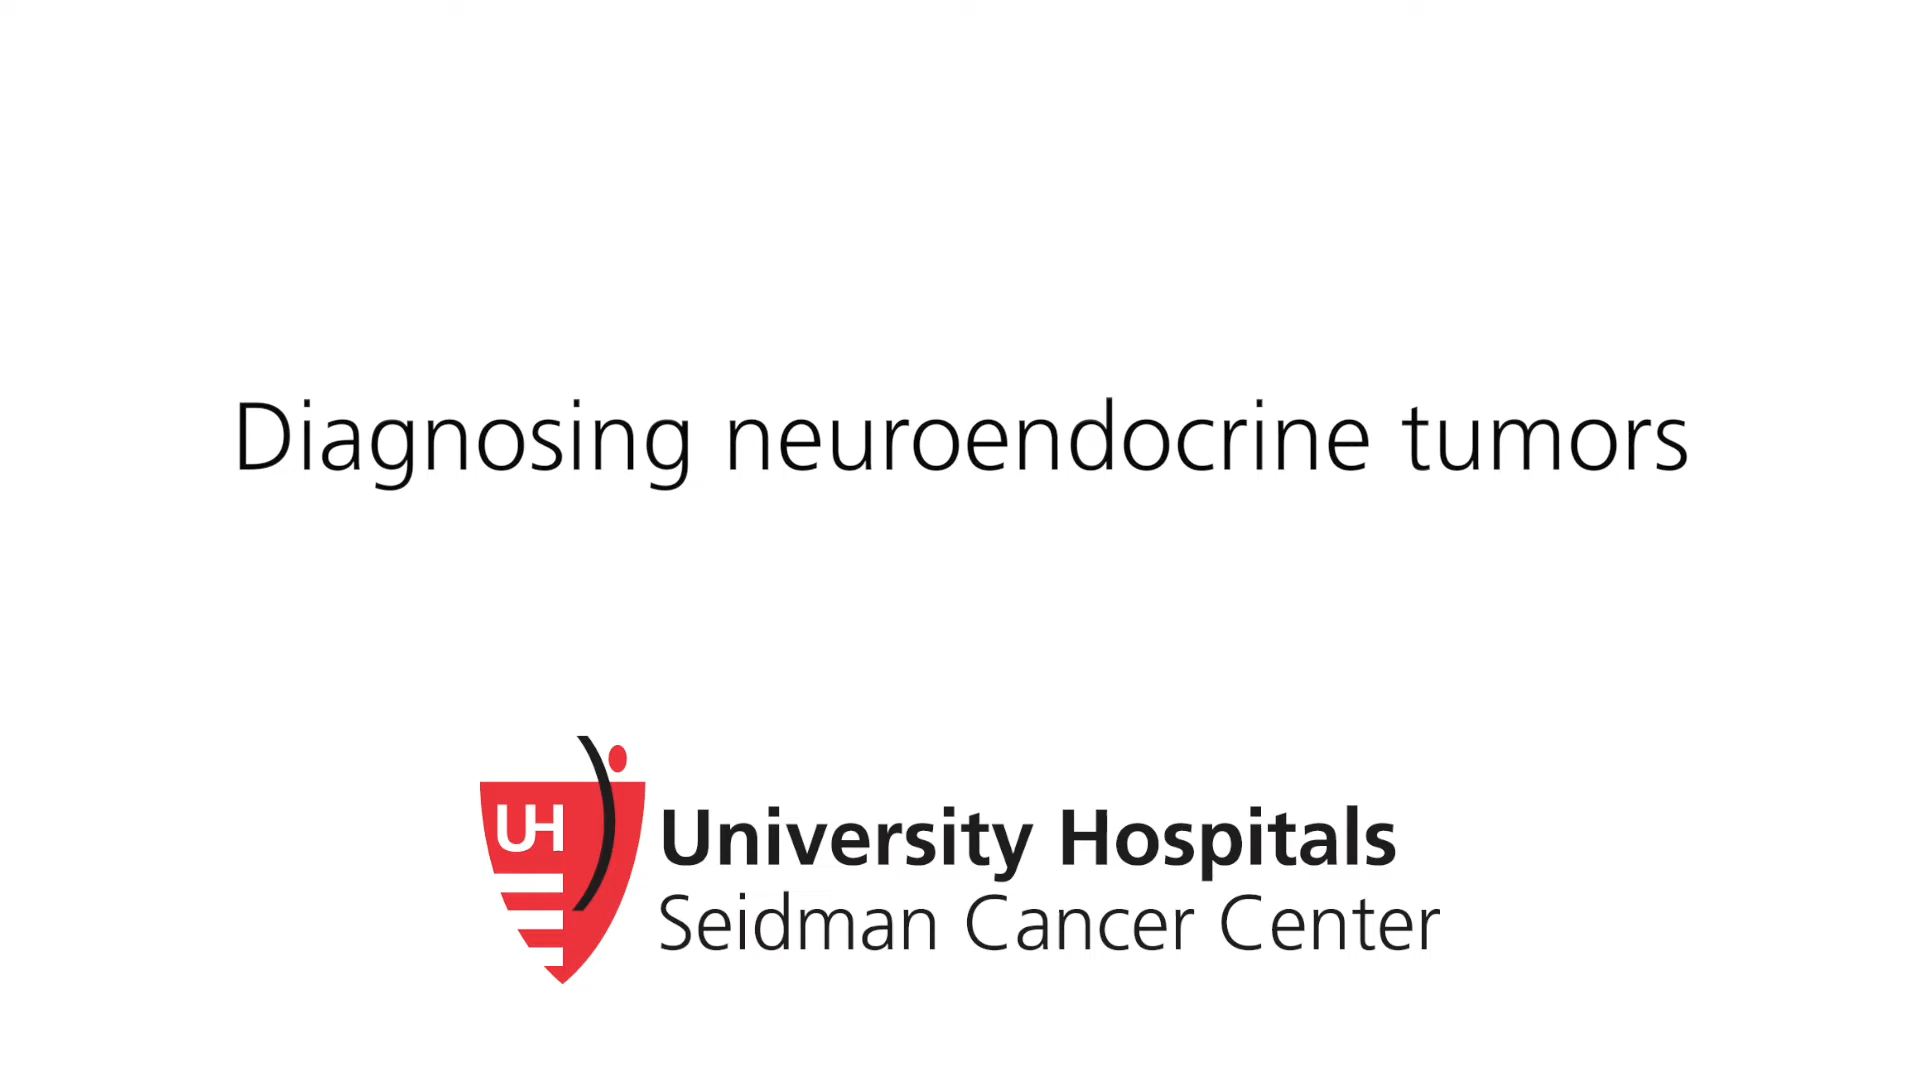 Diagnosing neuroendocrine tumors
UH
University Hospitals
Seidman Cancer Center